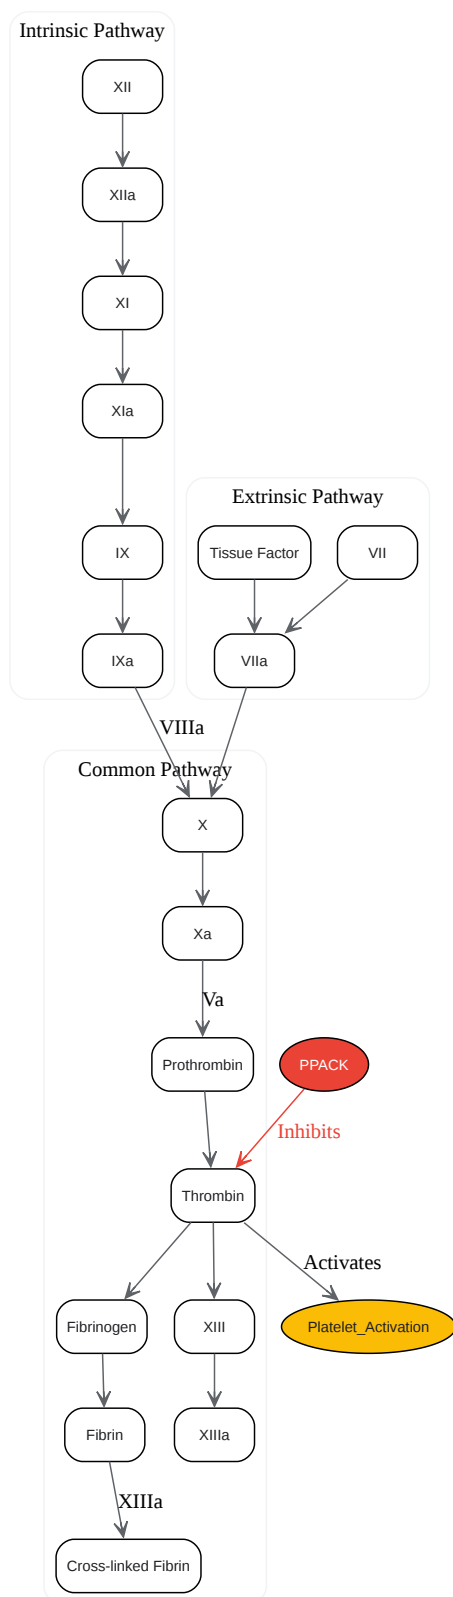 Intrinsic Pathway
XII
XIIa
XI
XIa
IX
IXa
Extrinsic Pathway
Tissue Factor
VII
VIIa
VIIIa
Common Pathway
X
Xa
Va
Prothrombin
PPACK
Inhibits
Thrombin
Activates
Fibrinogen
XIII
Platelet_Activation
Fibrin
XIIIa
XIIIa
Cross-linked Fibrin